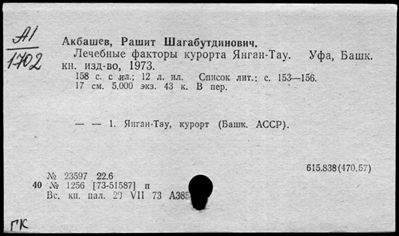 А1
1702
Акбашев, Рашит Шагабутдинович.
Лечебные факторы курорта Янган-Тау. Уфа, Башк.
кн. изд-во, 1973.
158 с. с ил.; 12 л. ил. Список лит.: с. 153—156.
17 см. 5,000 экз. 43 к. В пер.
— — 1. Янган-Тау, курорт (Башк. АССР).
615.838(470.57)
№ 23597 22.6
40 № 1256 [73-51587] п
Вс. кн. пал. 20 VII 73 А385
ГК